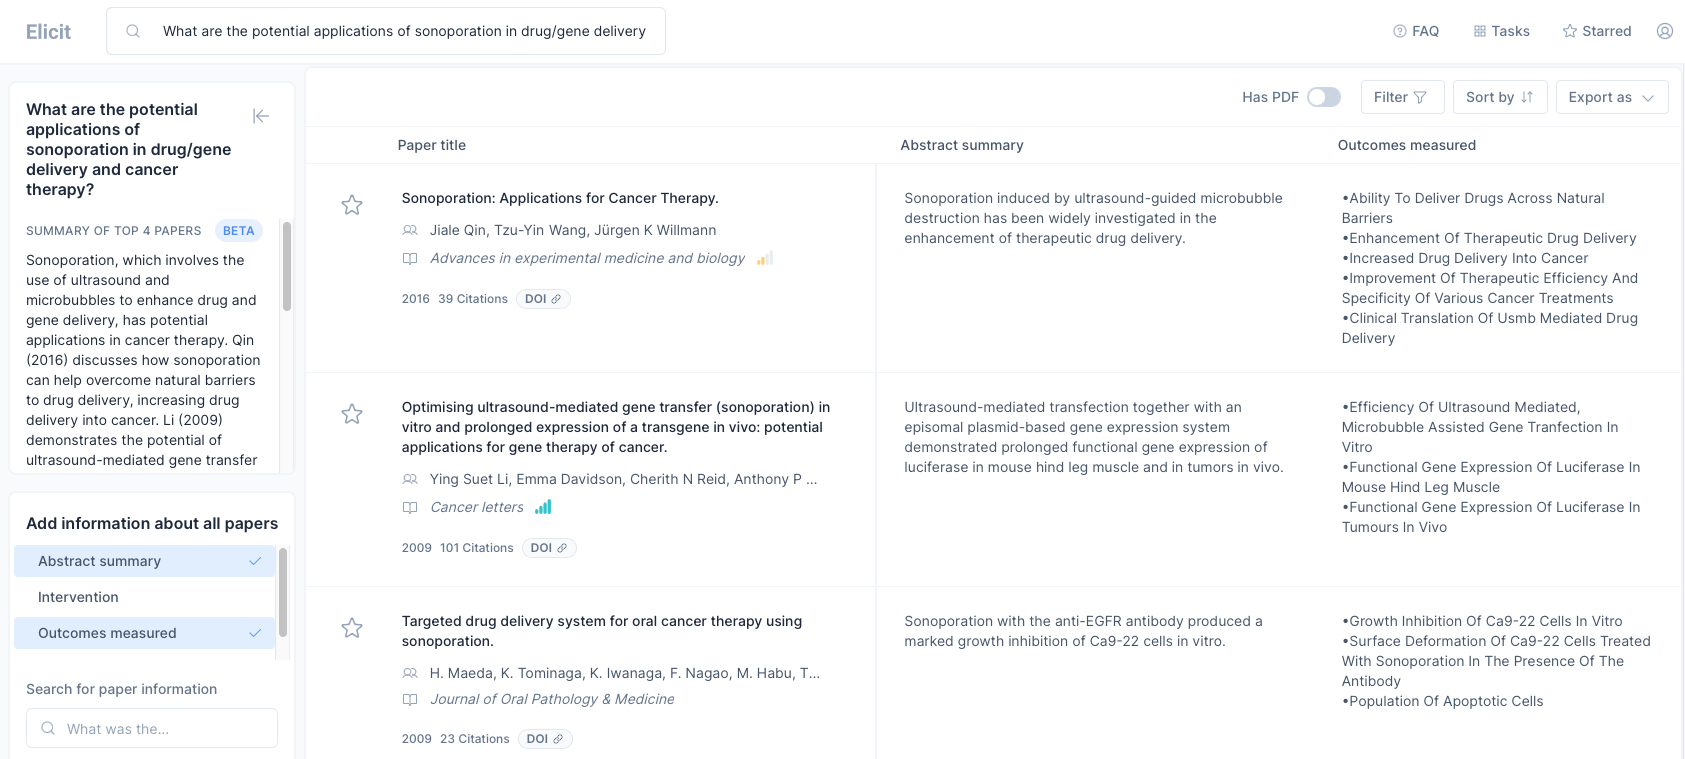 Elicit
What are the potential applications of sonoporation in drug/gene delivery
FAQ
Tasks
Starred
What are the potential
applications of
sonoporation in drug/gene
delivery and cancer
therapy?
SUMMARY OF TOP 4 PAPERS BETA
Sonoporation, which involves the
use of ultrasound and
microbubbles to enhance drug and
gene delivery, has potential
applications in cancer therapy. Qin
(2016) discusses how sonoporation
can help overcome natural barriers
to drug delivery, increasing drug
delivery into cancer. Li (2009)
demonstrates the potential of
ultrasound-mediated gene transfer
Add information about all papers
Abstract summary
Intervention
Outcomes measured
Search for paper information
What was the...
Has PDF
Filter
Sort by
Export as
Paper title
Abstract summary
Outcomes measured
Sonoporation: Applications for Cancer Therapy.
Jiale Qin, Tzu-Yin Wang, Jürgen K Willmann
Advances in experimental medicine and biology
2016 39 Citations DOI
Sonoporation induced by ultrasound-guided microbubble
destruction has been widely investigated in the
enhancement of therapeutic drug delivery.
•Ability To Deliver Drugs Across Natural
Barriers
•Enhancement Of Therapeutic Drug Delivery
•Increased Drug Delivery Into Cancer
•Improvement Of Therapeutic Efficiency And
Specificity Of Various Cancer Treatments
•Clinical Translation Of Usmb Mediated Drug
Delivery
Optimising ultrasound-mediated gene transfer (sonoporation) in
vitro and prolonged expression of a transgene in vivo: potential
applications for gene therapy of cancer.
Ying Suet Li, Emma Davidson, Cherith N Reid, Anthony P ...
Cancer letters
2009 101 Citations DOI
Ultrasound-mediated transfection together with an
episomal plasmid-based gene expression system
demonstrated prolonged functional gene expression of
luciferase in mouse hind leg muscle and in tumors in vivo.
•Efficiency Of Ultrasound Mediated,
Microbubble Assisted Gene Tranfection In
Vitro
•Functional Gene Expression Of Luciferase In
Mouse Hind Leg Muscle
•Functional Gene Expression Of Luciferase In
Tumours In Vivo
Targeted drug delivery system for oral cancer therapy using
sonoporation.
H. Maeda, K. Tominaga, K. Iwanaga, F. Nagao, M. Habu, T...
Journal of Oral Pathology & Medicine
2009 23 Citations DOI
Sonoporation with the anti-EGFR antibody produced a
marked growth inhibition of Ca9-22 cells in vitro.
•Growth Inhibition Of Ca9-22 Cells In Vitro
•Surface Deformation Of Ca9-22 Cells Treated
With Sonoporation In The Presence Of The
Antibody
•Population Of Apoptotic Cells